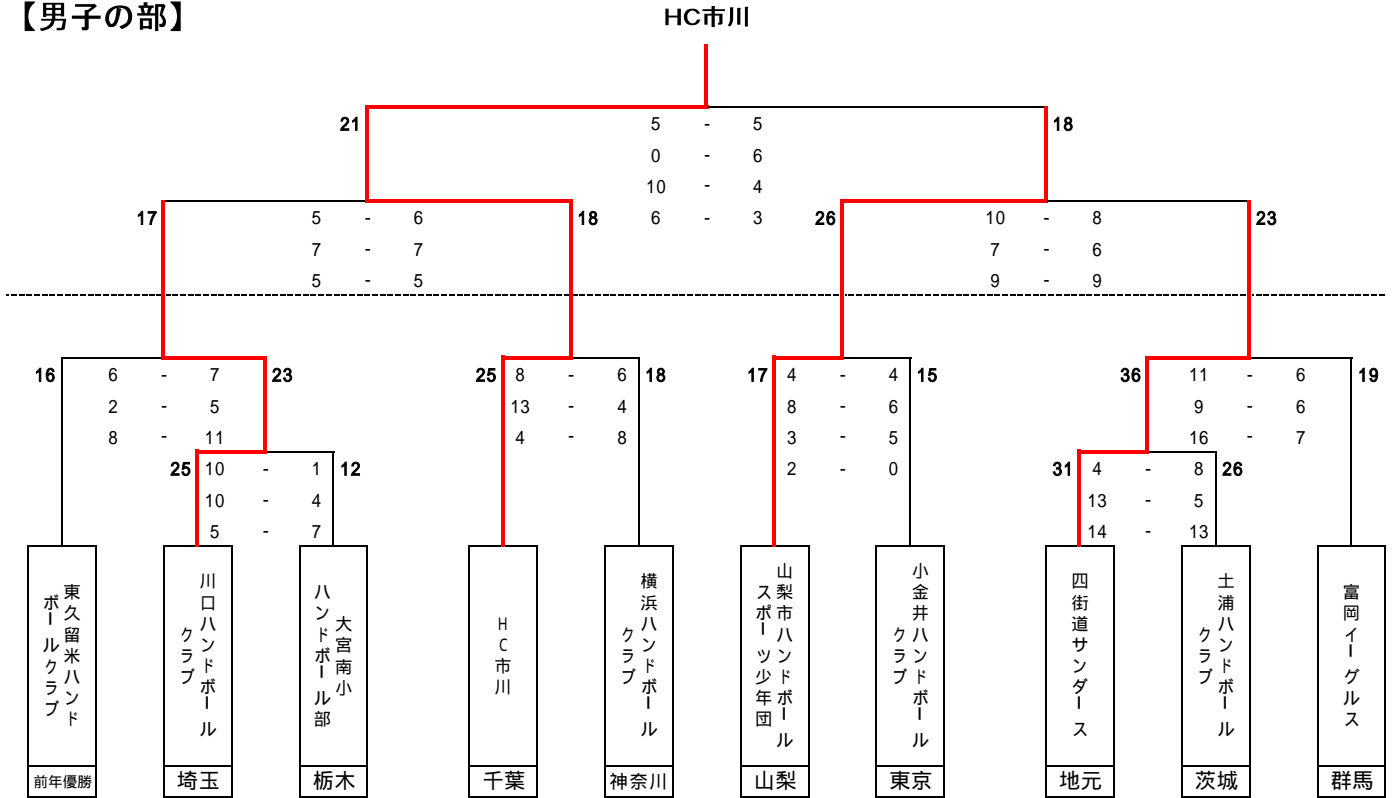 【男子の部】
HC市川
21 5 - 5 18
0 - 6
10 - 4
6 - 3
17 5 - 6 18
7 - 7
5 - 5
26 10 - 8 23
7 - 6
9 - 9
16 6 - 7 23
2 - 5
8 - 11
25 10 - 1 12
10 - 4
5 - 7
25 8 - 6 18
13 - 4
4 - 8
17 4 - 4 15
8 - 6
3 - 5
2 - 0
36 11 - 6 19
9 - 6
16 - 7
31 4 - 8 26
13 - 5
14 - 13
東久留米ハンド
ボールクラブ
前年優勝
川口ハンドボール
クラブ
埼玉
大宮南小
ハンドボール部
栃木
HC市川
千葉
横浜ハンドボール
クラブ
神奈川
山梨市ハンドボール
スポーツ少年団
山梨
小金井ハンドボール
クラブ
東京
四街道サンダース
地元
土浦ハンドボール
クラブ
茨城
富岡イーグルス
群馬